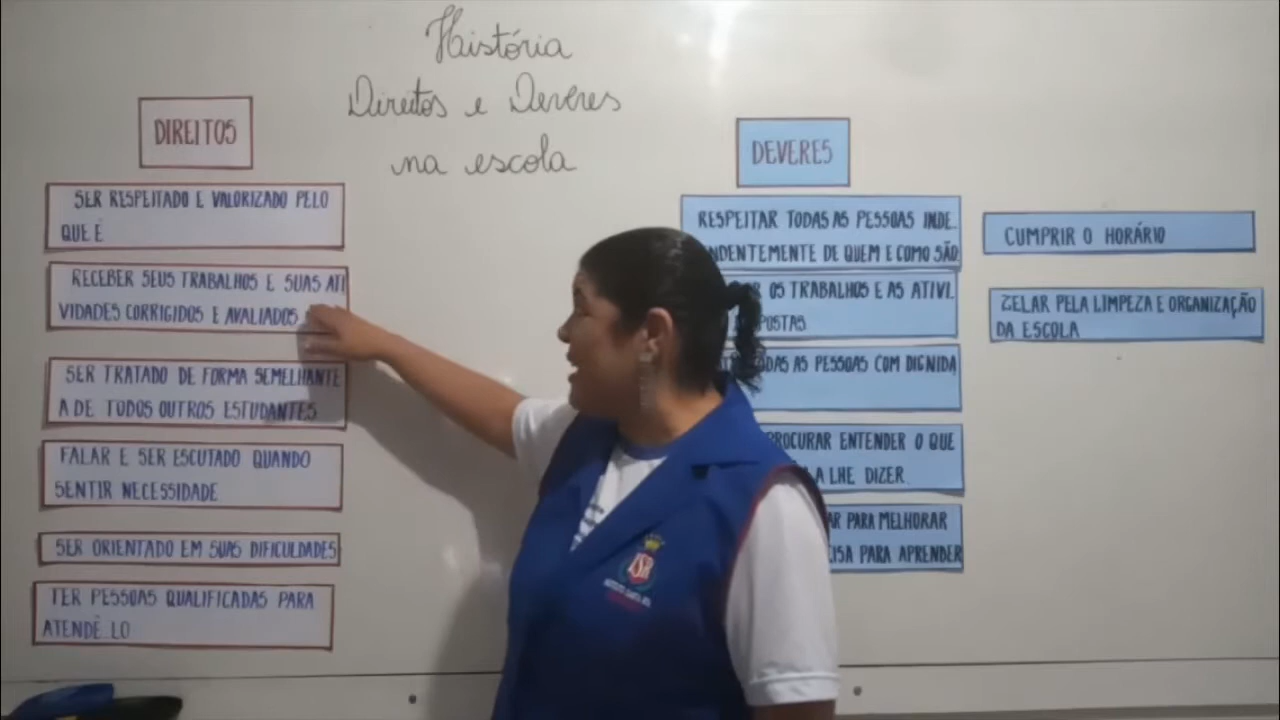 História
Direitos e Deveres
na escola
DIREITOS
SER RESPEITADO E VALORIZADO PELO
QUE É
RECEBER SEUS TRABALHOS E SUAS ATI
VIDADES CORRIGIDOS E AVALIADOS
SER TRATADO DE FORMA SEMELHANTE
A DE TODOS OUTROS ESTUDANTES
FALAR E SER ESCUTADO QUANDO
SENTIR NECESSIDADE
SER ORIENTADO EM SUAS DIFICULDADES
TER PESSOAS QUALIFICADAS PARA
ATENDÊ-LO
DEVERES
RESPEITAR TODAS AS PESSOAS INDE-
NDENTEMENTE DE QUEM E COMO SÃO
OS TRABALHOS E AS ATIVI-
POSTAS
ODAS AS PESSOAS COM DIGNIDA
PROCURAR ENTENDER O QUE
A LHE DIZER
AR PARA MELHORAR
ISA PARA APRENDER
CUMPRIR O HORÁRIO
ZELAR PELA LIMPEZA E ORGANIZAÇÃO
DA ESCOLA